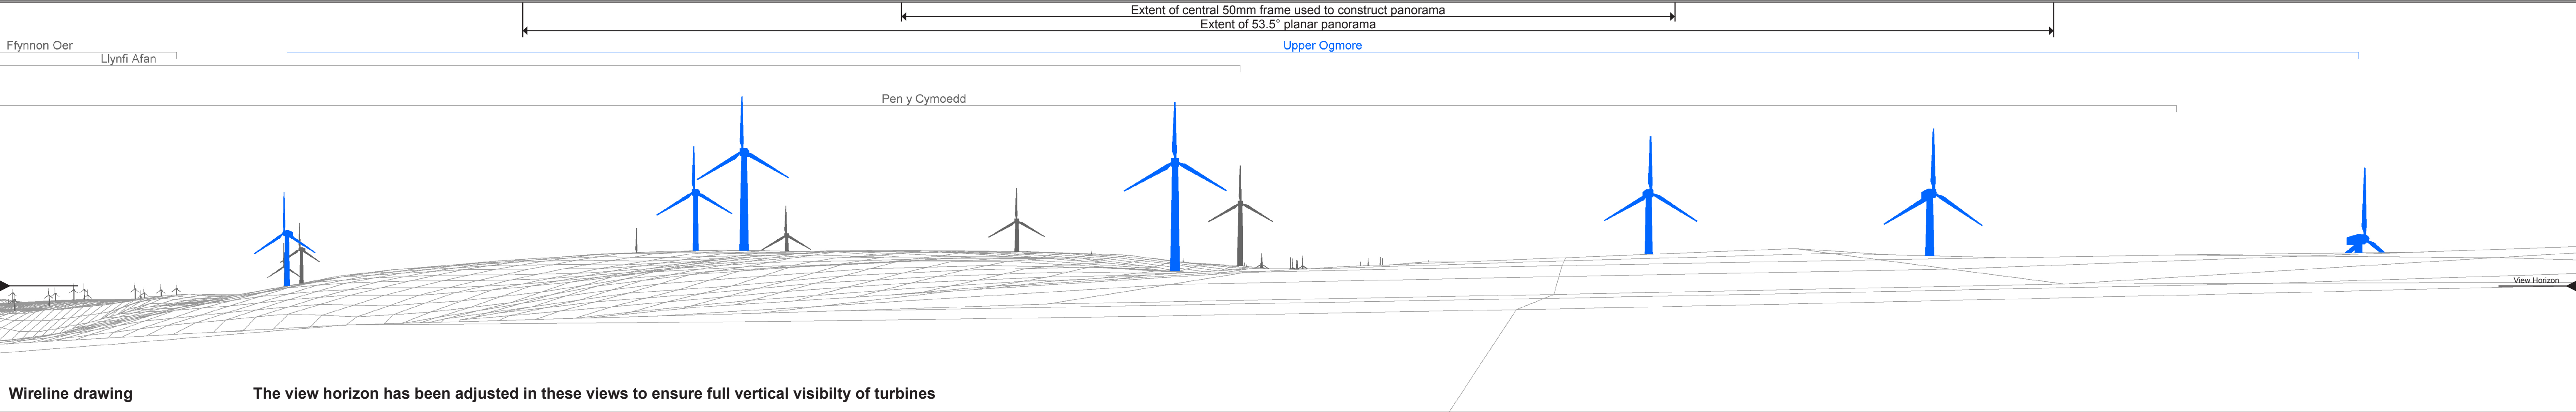 Extent of central 50mm frame used to construct panorama
Extent of 53.5° planar panorama
Ffynnon Oer
Upper Ogmore
Llynfi Afan
Pen y Cymoedd
View Horizon
Wireline drawing
The view horizon has been adjusted in these views to ensure full vertical visibilty of turbines